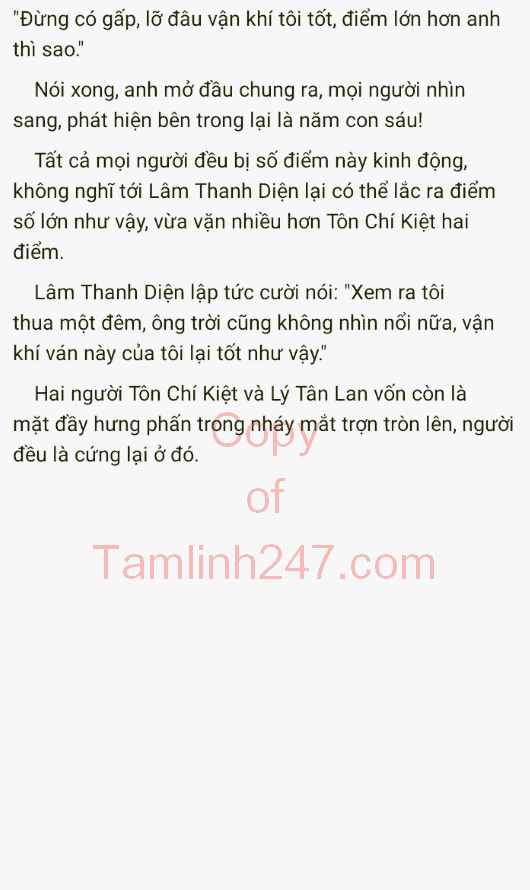 "Đừng có gấp, lỡ đâu vận khí tôi tốt, điểm lớn hơn anh
thì sao."
Nói xong, anh mở đầu chung ra, mọi người nhìn
sang, phát hiện bên trong lại là năm con sáu!
Tất cả mọi người đều bị số điểm này kinh động,
không nghĩ tới Lâm Thanh Diện lại có thể lắc ra điểm
số lớn như vậy, vừa vặn nhiều hơn Tôn Chí Kiệt hai
điểm.
Lâm Thanh Diện lập tức cười nói: "Xem ra tôi
thua một đêm, ông trời cũng không nhìn nổi nữa, vận
khí ván này của tôi lại tốt như vậy."
Hai người Tôn Chí Kiệt và Lý Tân Lan vốn còn là
mặt đầy hưng phấn trong nháy mắt trợn tròn lên, người
đều là cứng lại ở đó.
Copy
of
Tamlinh247.com